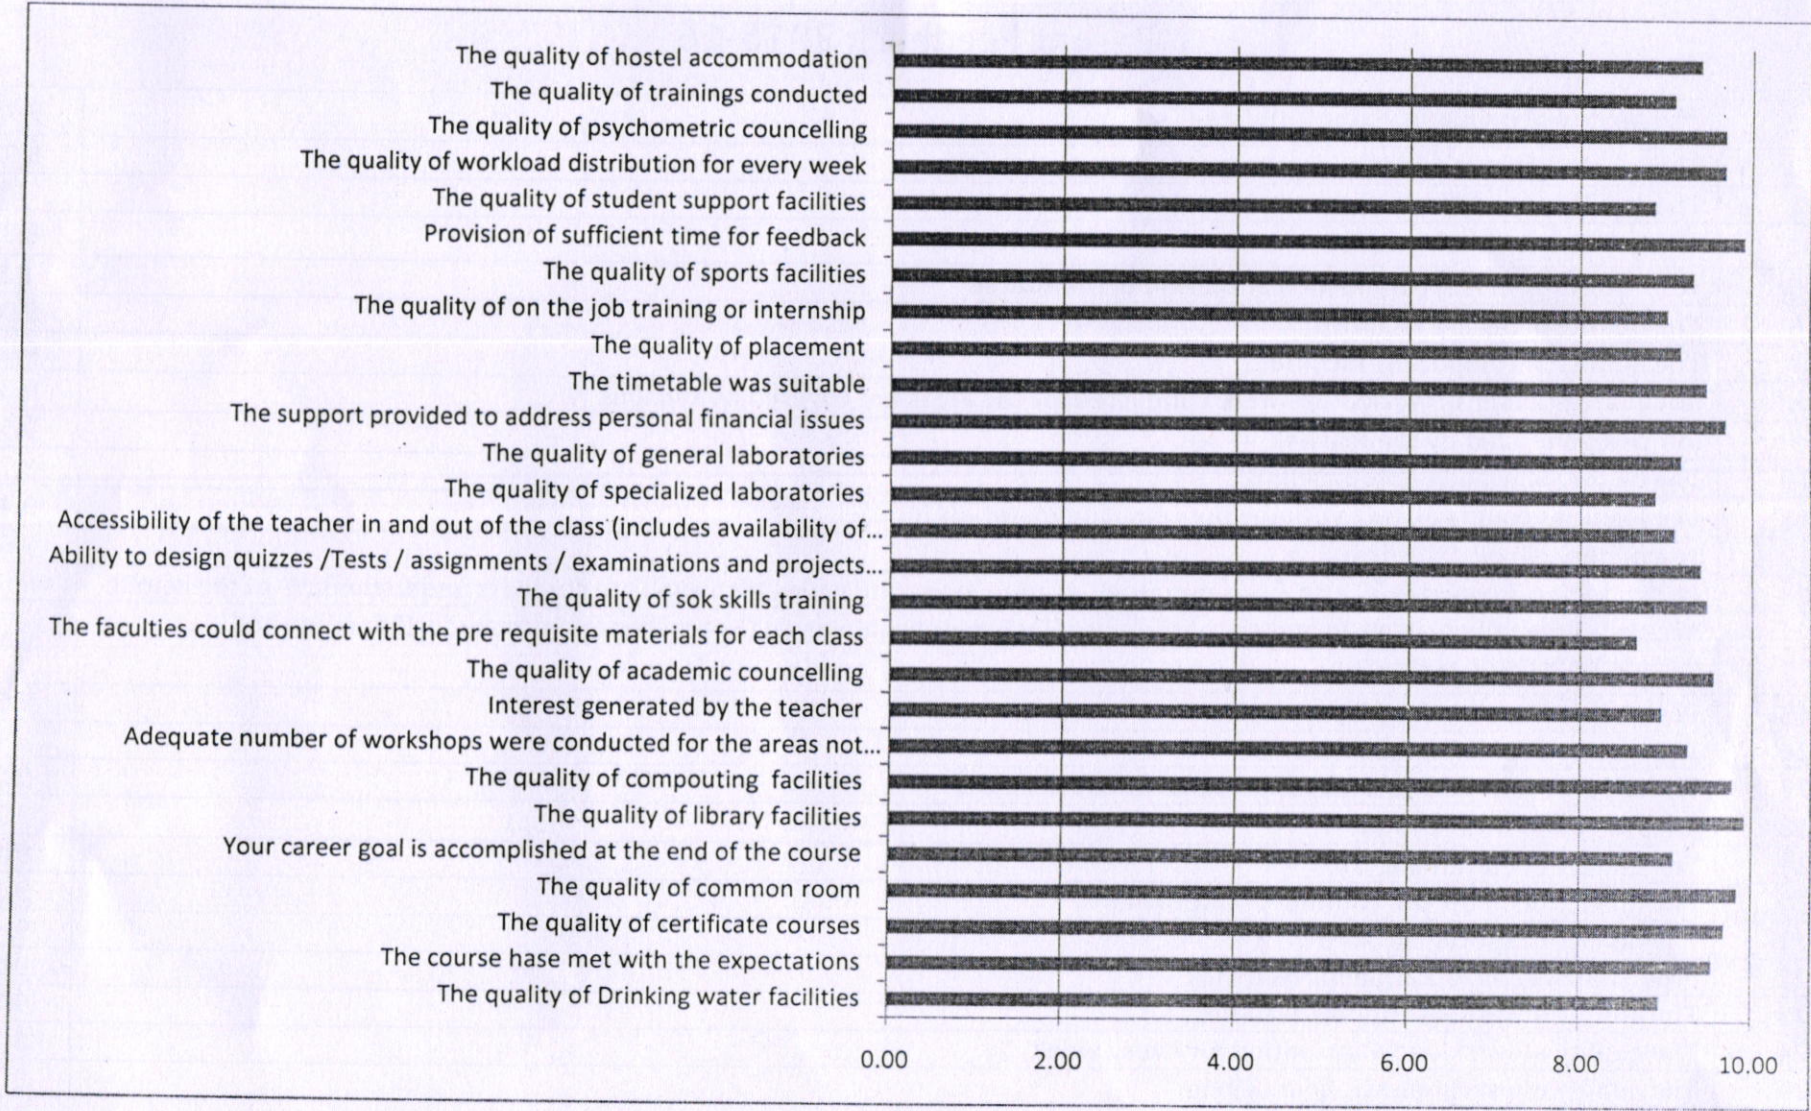 The quality of hostel accommodation
The quality of trainings conducted
The quality of psychometric councelling
The quality of workload distribution for every week
The quality of student support facilities
Provision of sufficient time for feedback
The quality of sports facilities
The quality of on the job training or internship
The quality of placement
The timetable was suitable
The support provided to address personal financial issues
The quality of general laboratories
The quality of specialized laboratories
Accessibility of the teacher in and out of the class (includes availability of...
Ability to design quizzes /Tests / assignments / examinations and projects...
The quality of sok skills training
The faculties could connect with the pre requisite materials for each class
The quality of academic councelling
Interest generated by the teacher
Adequate number of workshops were conducted for the areas not...
The quality of compouting facilities
The quality of library facilities
Your career goal is accomplished at the end of the course
The quality of common room
The quality of certificate courses
The course hase met with the expectations
The quality of Drinking water facilities
0.00 2.00 4.00 6.00 8.00 10.00